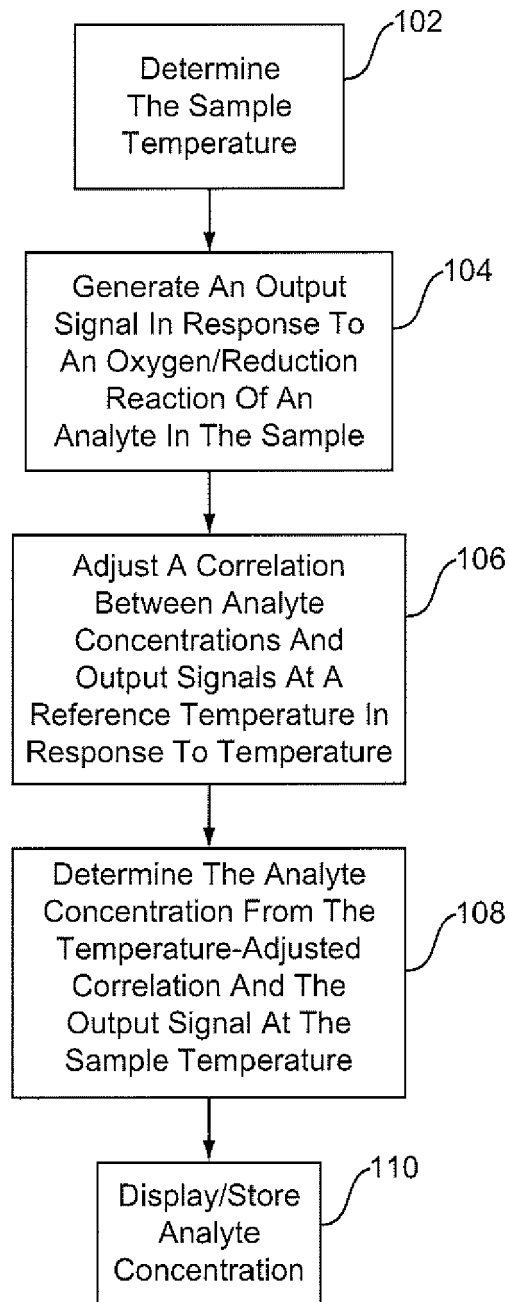 102
Determine
The Sample
Temperature
104
Generate An Output
Signal In Response To
An Oxygen/Reduction
Reaction Of An
Analyte In The Sample
106
Adjust A Correlation
Between Analyte
Concentrations And
Output Signals At A
Reference Temperature In
Response To Temperature
108
Determine The Analyte
Concentration From The
Temperature-Adjusted
Correlation And The
Output Signal At The
Sample Temperature
110
Display/Store
Analyte
Concentration